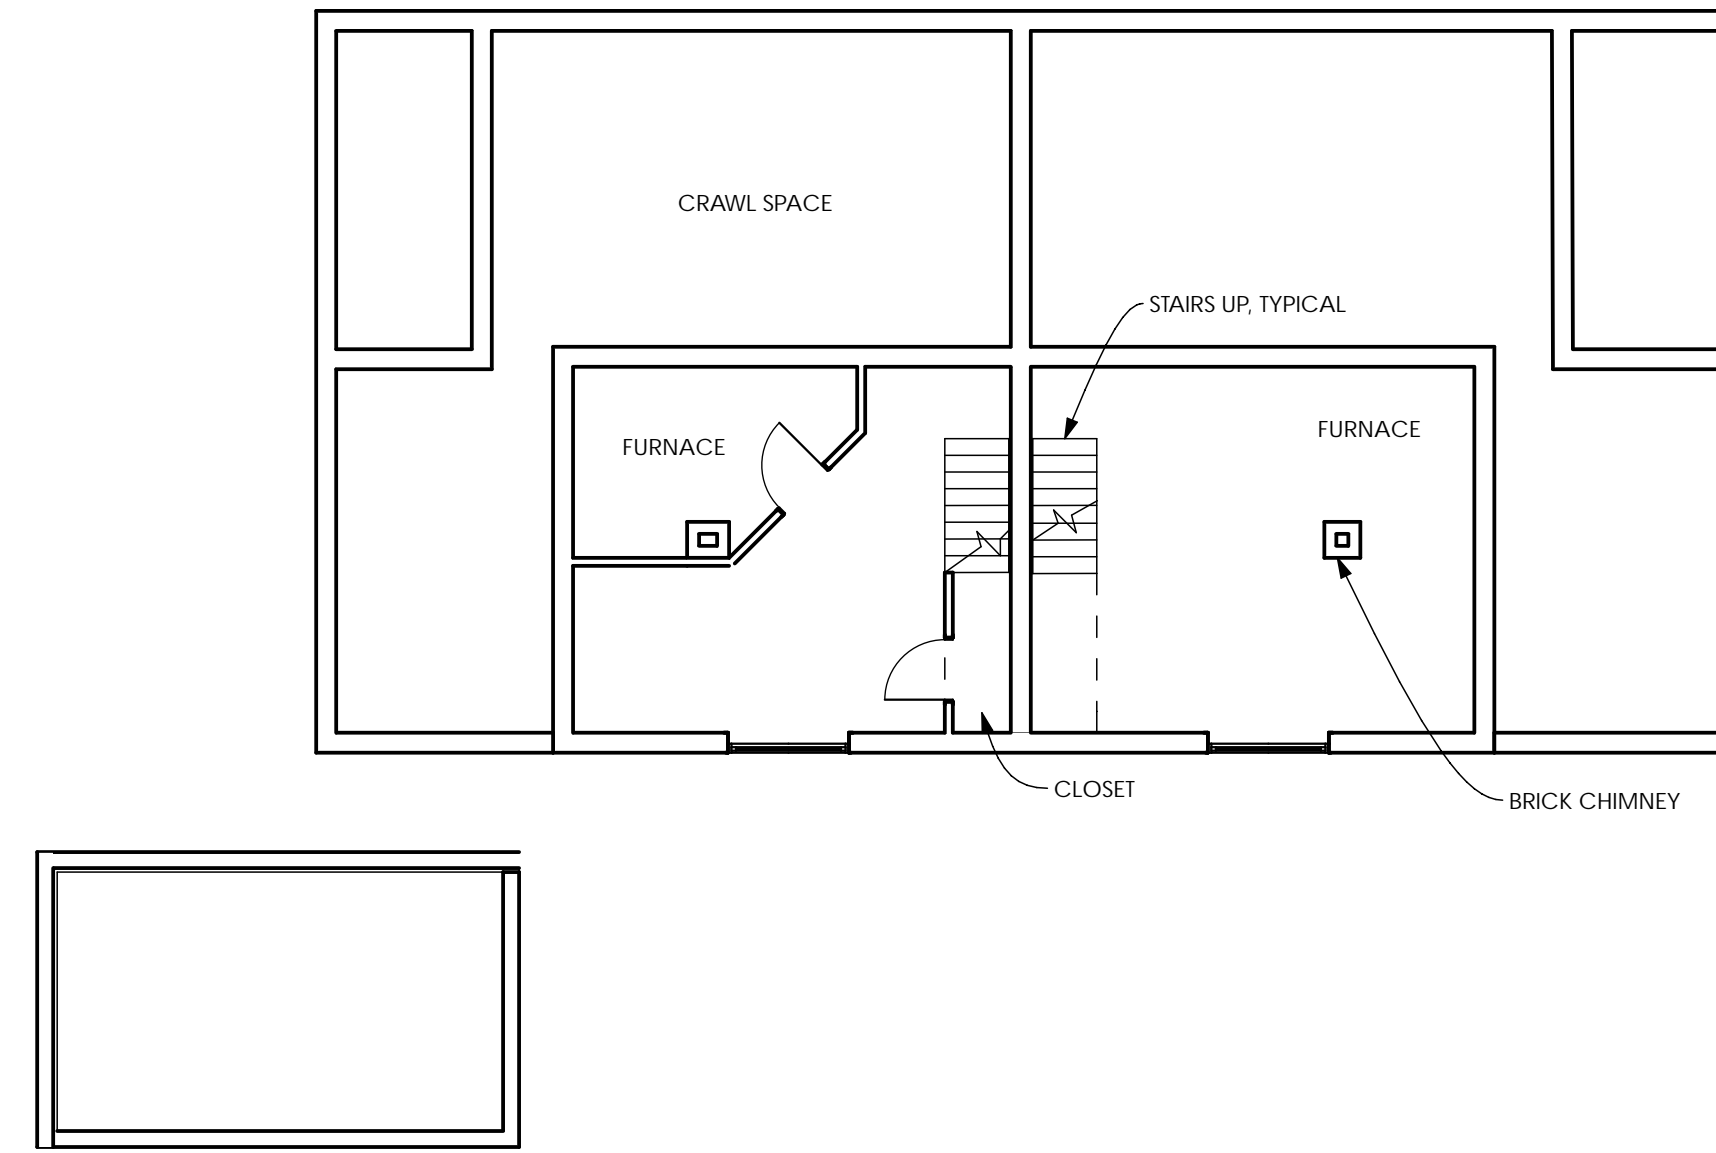 CRAWL SPACE
STAIRS UP, TYPICAL
FURNACE
FURNACE
CLOSET
BRICK CHIMNEY